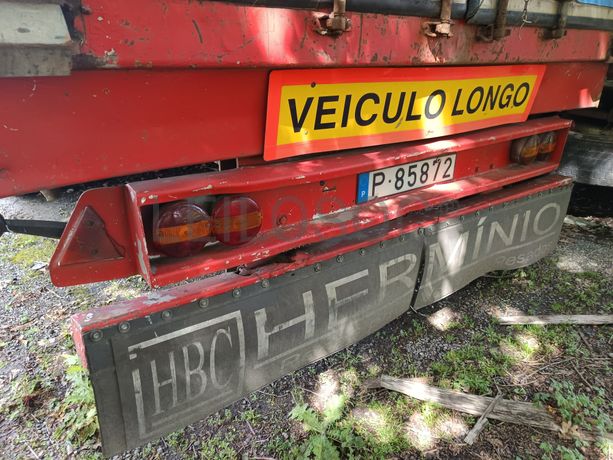 VEICULO LONGO
P
P·85872
HERMÍNIO
HBC